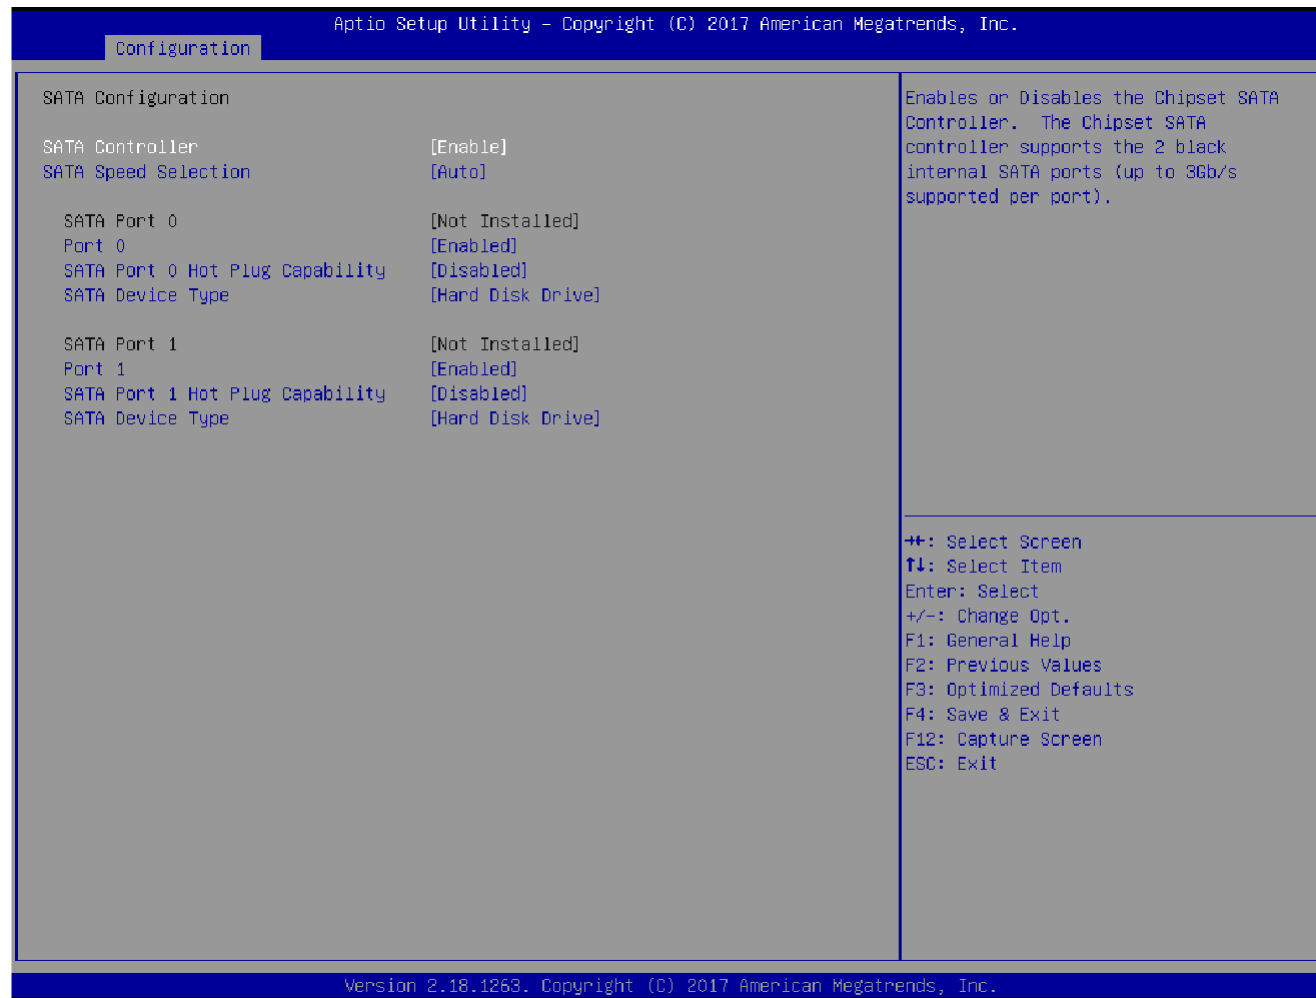 Aptio Setup Utility – Copyright (C) 2017 American Megatrends, Inc.
Configuration
SATA Configuration
SATA Controller [Enable]
SATA Speed Selection [Auto]
SATA Port 0 [Not Installed]
Port 0 [Enabled]
SATA Port 0 Hot Plug Capability [Disabled]
SATA Device Type [Hard Disk Drive]
SATA Port 1 [Not Installed]
Port 1 [Enabled]
SATA Port 1 Hot Plug Capability [Disabled]
SATA Device Type [Hard Disk Drive]
Enables or Disables the Chipset SATA
Controller. The Chipset SATA
controller supports the 2 black
internal SATA ports (up to 3Gb/s
supported per port).
→←: Select Screen
↑↓: Select Item
Enter: Select
+/-: Change Opt.
F1: General Help
F2: Previous Values
F3: Optimized Defaults
F4: Save & Exit
F12: Capture Screen
ESC: Exit
Version 2.18.1263. Copyright (C) 2017 American Megatrends, Inc.